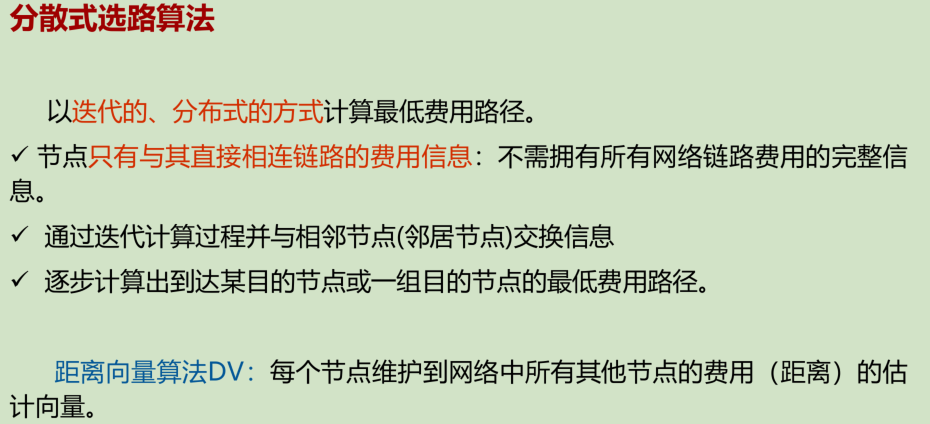 分散式选路算法
以迭代的、分布式的方式计算最低费用路径。
✓ 节点只有与其直接相连链路的费用信息：不需拥有所有网络链路费用的完整信
息。
✓ 通过迭代计算过程并与相邻节点(邻居节点)交换信息
✓ 逐步计算出到达某目的节点或一组目的节点的最低费用路径。
距离向量算法DV：每个节点维护到网络中所有其他节点的费用（距离）的估
计向量。